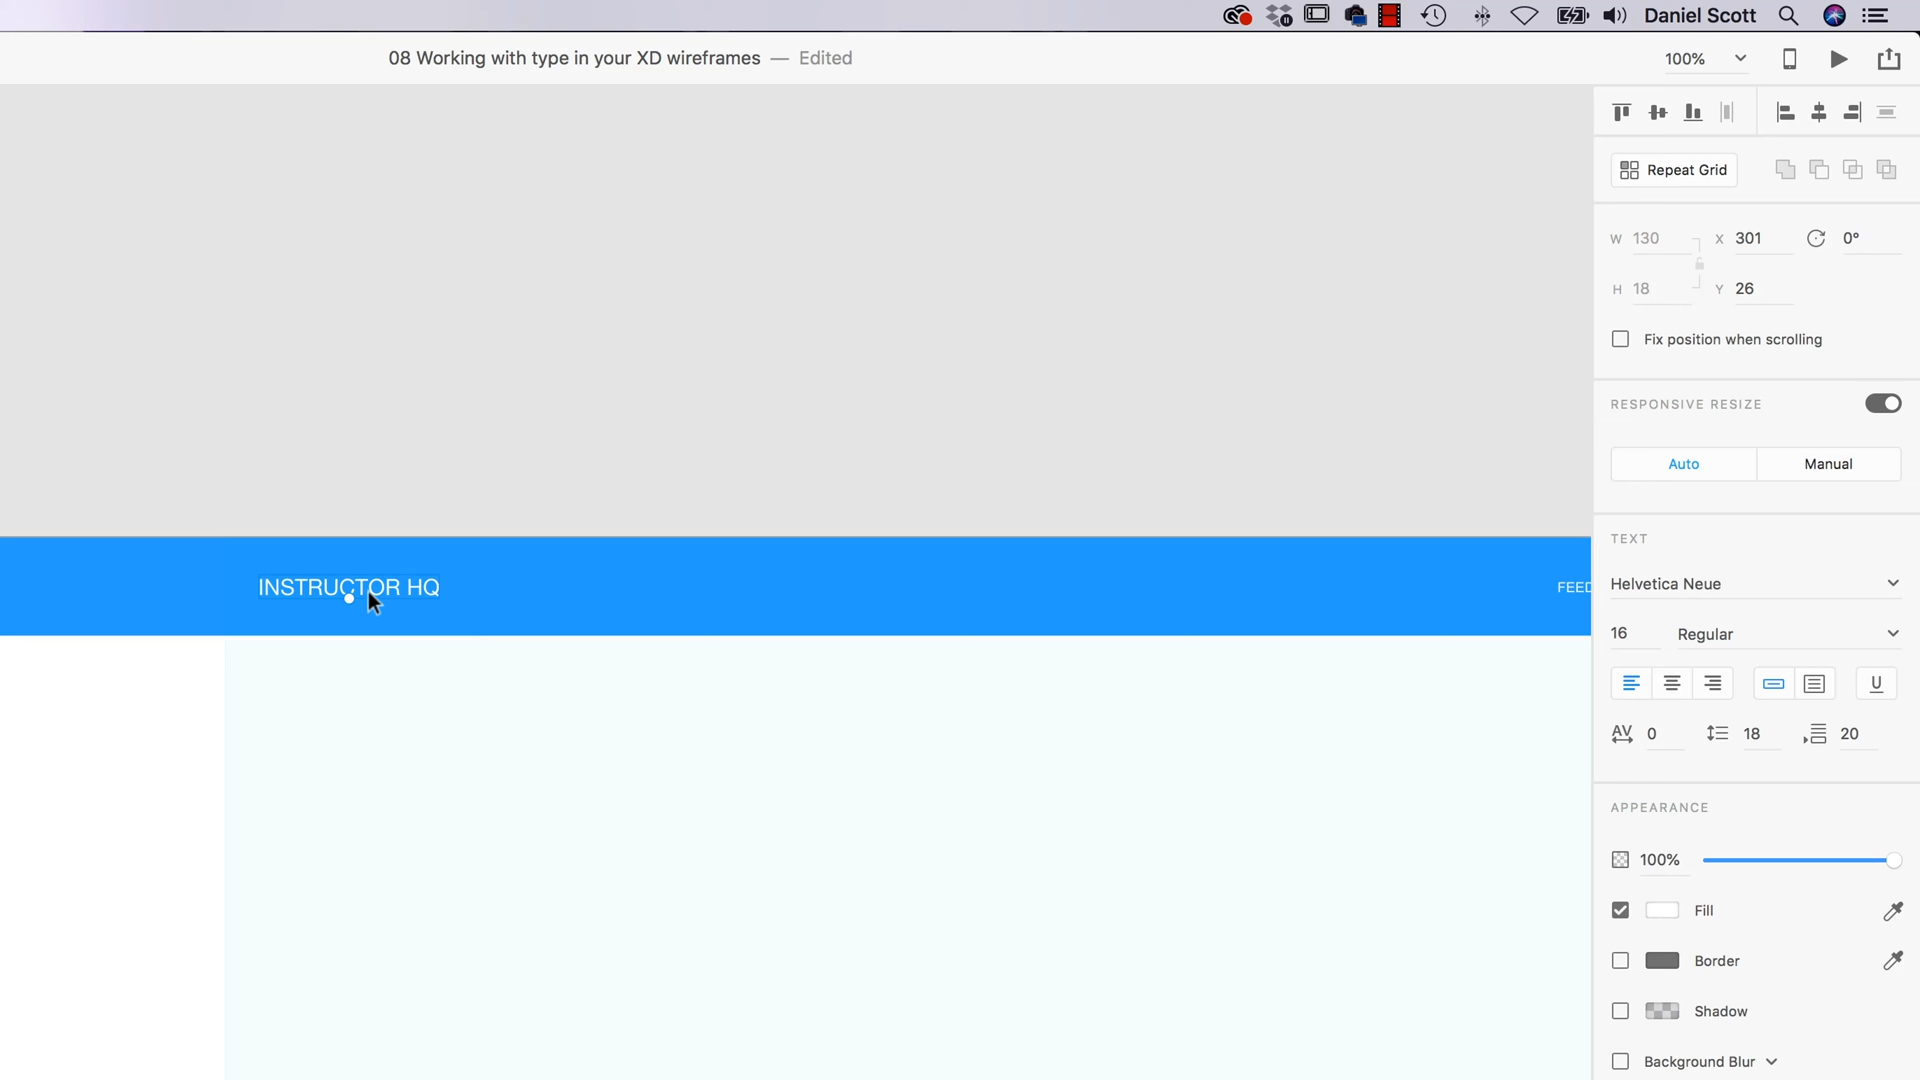 Daniel Scott
08 Working with type in your XD wireframes — Edited
100%
Repeat Grid
W 130 X 301 0°
H 18 Y 26
Fix position when scrolling
RESPONSIVE RESIZE
Auto Manual
TEXT
INSTRUCTOR HQ
FEED
Helvetica Neue
16 Regular
U
AV 0 18 20
APPEARANCE
100%
Fill
Border
Shadow
Background Blur